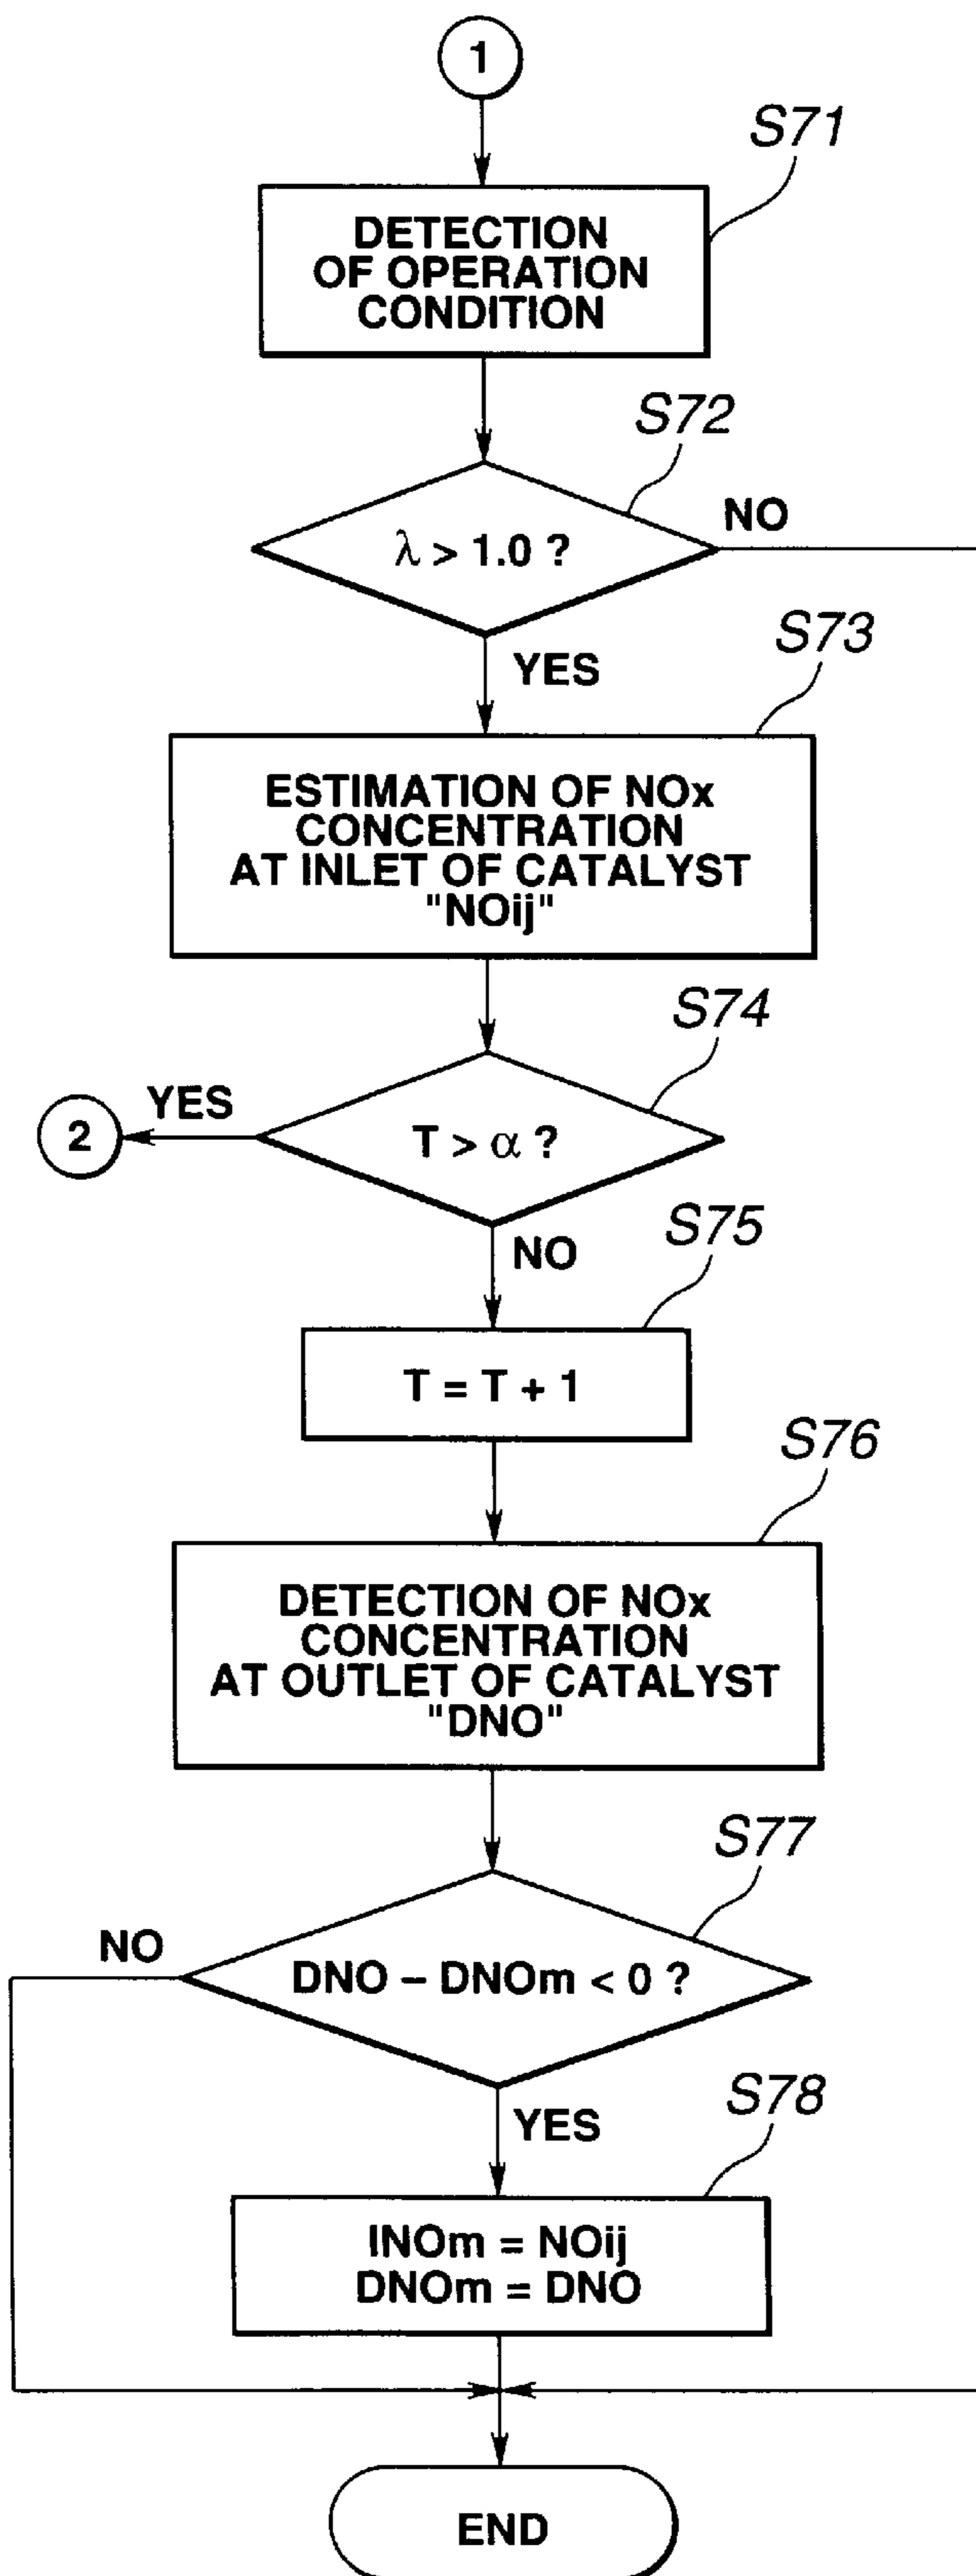 1
S71
DETECTION
OF OPERATION
CONDITION
S72
λ > 1.0 ?
NO
YES
S73
ESTIMATION OF NOx
CONCENTRATION
AT INLET OF CATALYST
"NOij"
S74
2
YES
T > α ?
NO
S75
T = T + 1
S76
DETECTION OF NOx
CONCENTRATION
AT OUTLET OF CATALYST
"DNO"
S77
NO
DNO – DNOm < 0 ?
YES
S78
INOm = NOij
DNOm = DNO
END